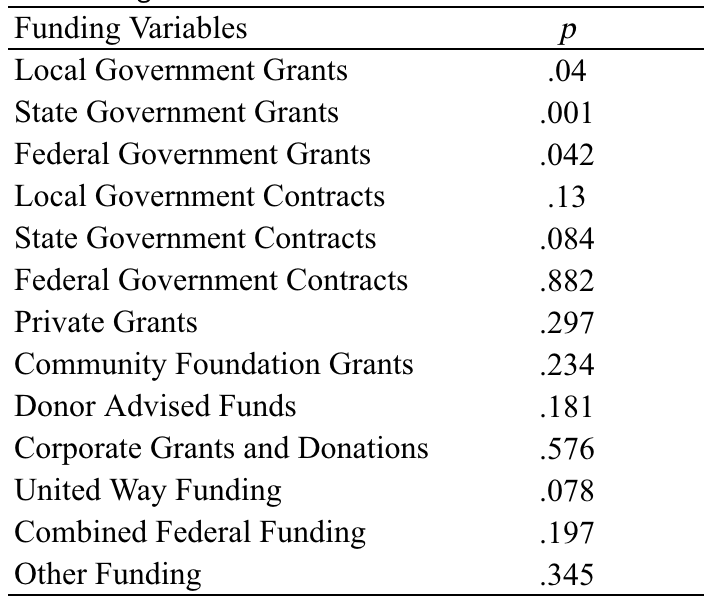 Funding Variables p
Local Government Grants .04
State Government Grants .001
Federal Government Grants .042
Local Government Contracts .13
State Government Contracts .084
Federal Government Contracts .882
Private Grants .297
Community Foundation Grants .234
Donor Advised Funds .181
Corporate Grants and Donations .576
United Way Funding .078
Combined Federal Funding .197
Other Funding .345